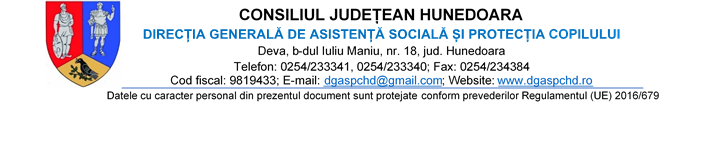 CONSILIUL JUDEȚEAN HUNEDOARA
DIRECȚIA GENERALĂ DE ASISTENȚĂ SOCIALĂ ȘI PROTECȚIA COPILULUI
Deva, b-dul Iuliu Maniu, nr. 18, jud. Hunedoara
Telefon: 0254/233341, 0254/233340; Fax: 0254/234384
Cod fiscal: 9819433; E-mail: dgaspchd@gmail.com; Website: www.dgaspchd.ro
Datele cu caracter personal din prezentul document sunt protejate conform prevederilor Regulamentul (UE) 2016/679